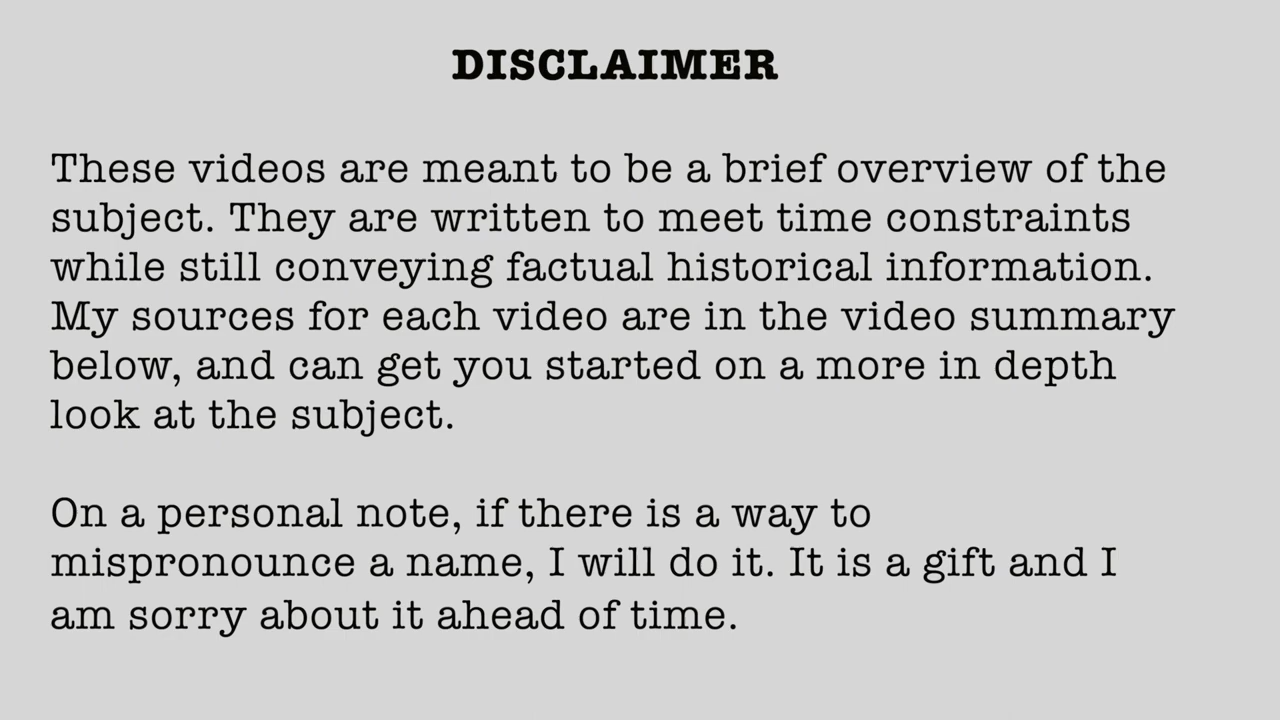 DISCLAIMER
These videos are meant to be a brief overview of the
subject. They are written to meet time constraints
while still conveying factual historical information.
My sources for each video are in the video summary
below, and can get you started on a more in depth
look at the subject.
On a personal note, if there is a way to
mispronounce a name, I will do it. It is a gift and I
am sorry about it ahead of time.